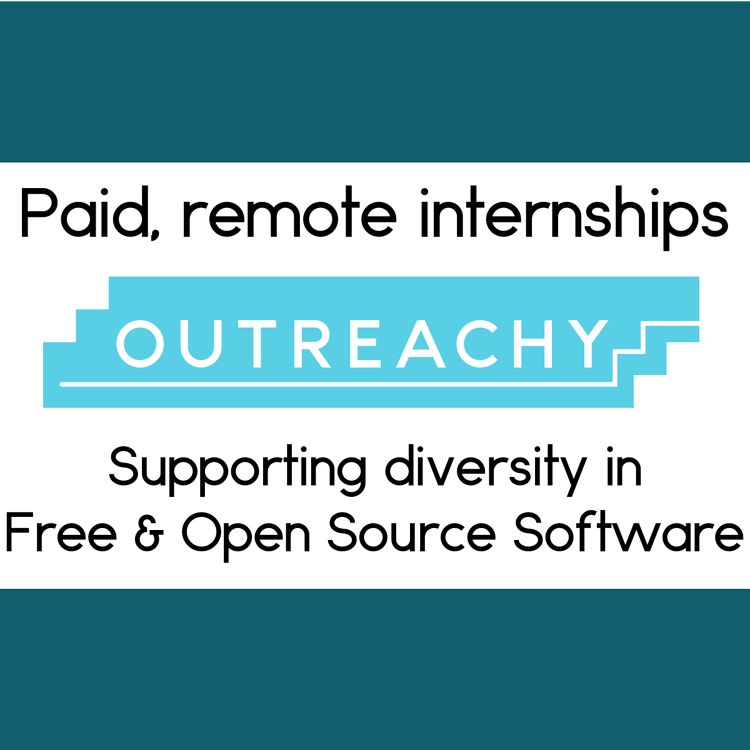 Paid, remote internships
OUTREACHY
Supporting diversity in
Free & Open Source Software